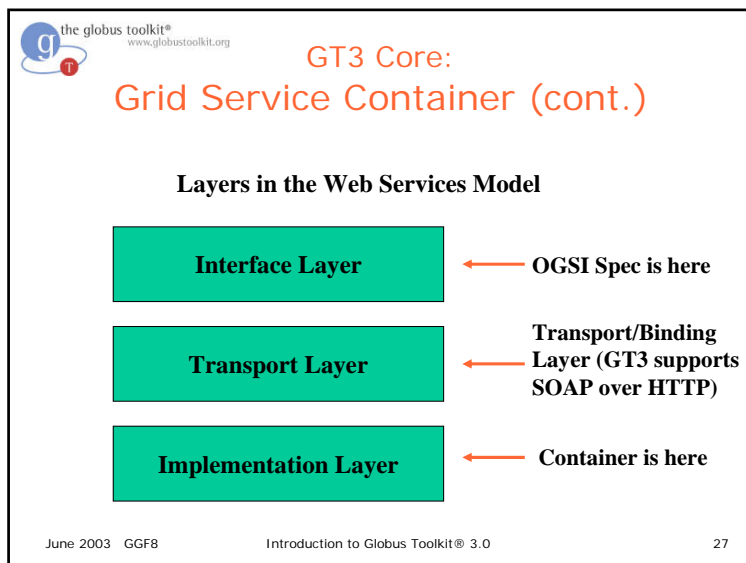 the globus toolkit®
www.globustoolkit.org
g
T
GT3 Core:
Grid Service Container (cont.)
Layers in the Web Services Model
Interface Layer
OGSI Spec is here
Transport Layer
Transport/Binding
Layer (GT3 supports
SOAP over HTTP)
Implementation Layer
Container is here
June 2003 GGF8
Introduction to Globus Toolkit® 3.0
27